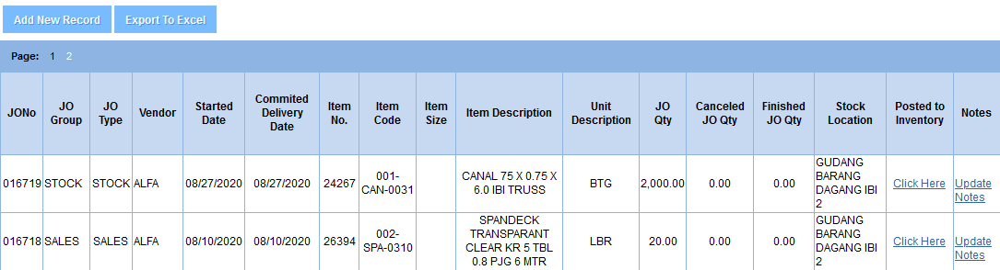 Add New Record Export To Excel
Page: 1 2
JONo JO Group JO Type Vendor Started Date Commited Delivery Date Item No. Item Code Item Size Item Description Unit Description JO Qty Canceled JO Qty Finished JO Qty Stock Location Posted to Inventory Notes
016719 STOCK STOCK ALFA 08/27/2020 08/27/2020 24267 001-CAN-0031 CANAL 75 X 0.75 X 6.0 IBI TRUSS BTG 2,000.00 0.00 0.00 GUDANG BARANG DAGANG IBI 2 Click Here Update Notes
016718 SALES SALES ALFA 08/10/2020 08/10/2020 26394 002-SPA-0310 SPANDECK TRANSPARANT CLEAR KR 5 TBL 0.8 PJG 6 MTR LBR 20.00 0.00 0.00 GUDANG BARANG DAGANG IBI 2 Click Here Update Notes